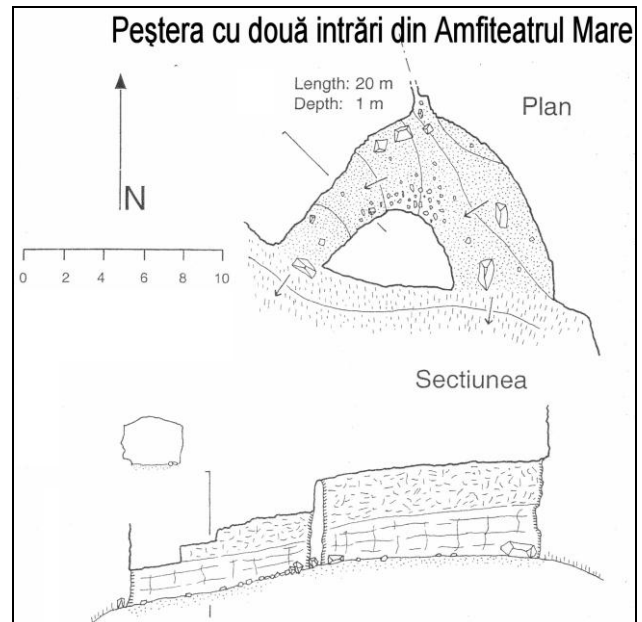 Peştera cu două intrări din Amfiteatrul Mare
Length: 20 m
Depth: 1 m
Plan
N
0 2 4 6 8 10
Sectiunea